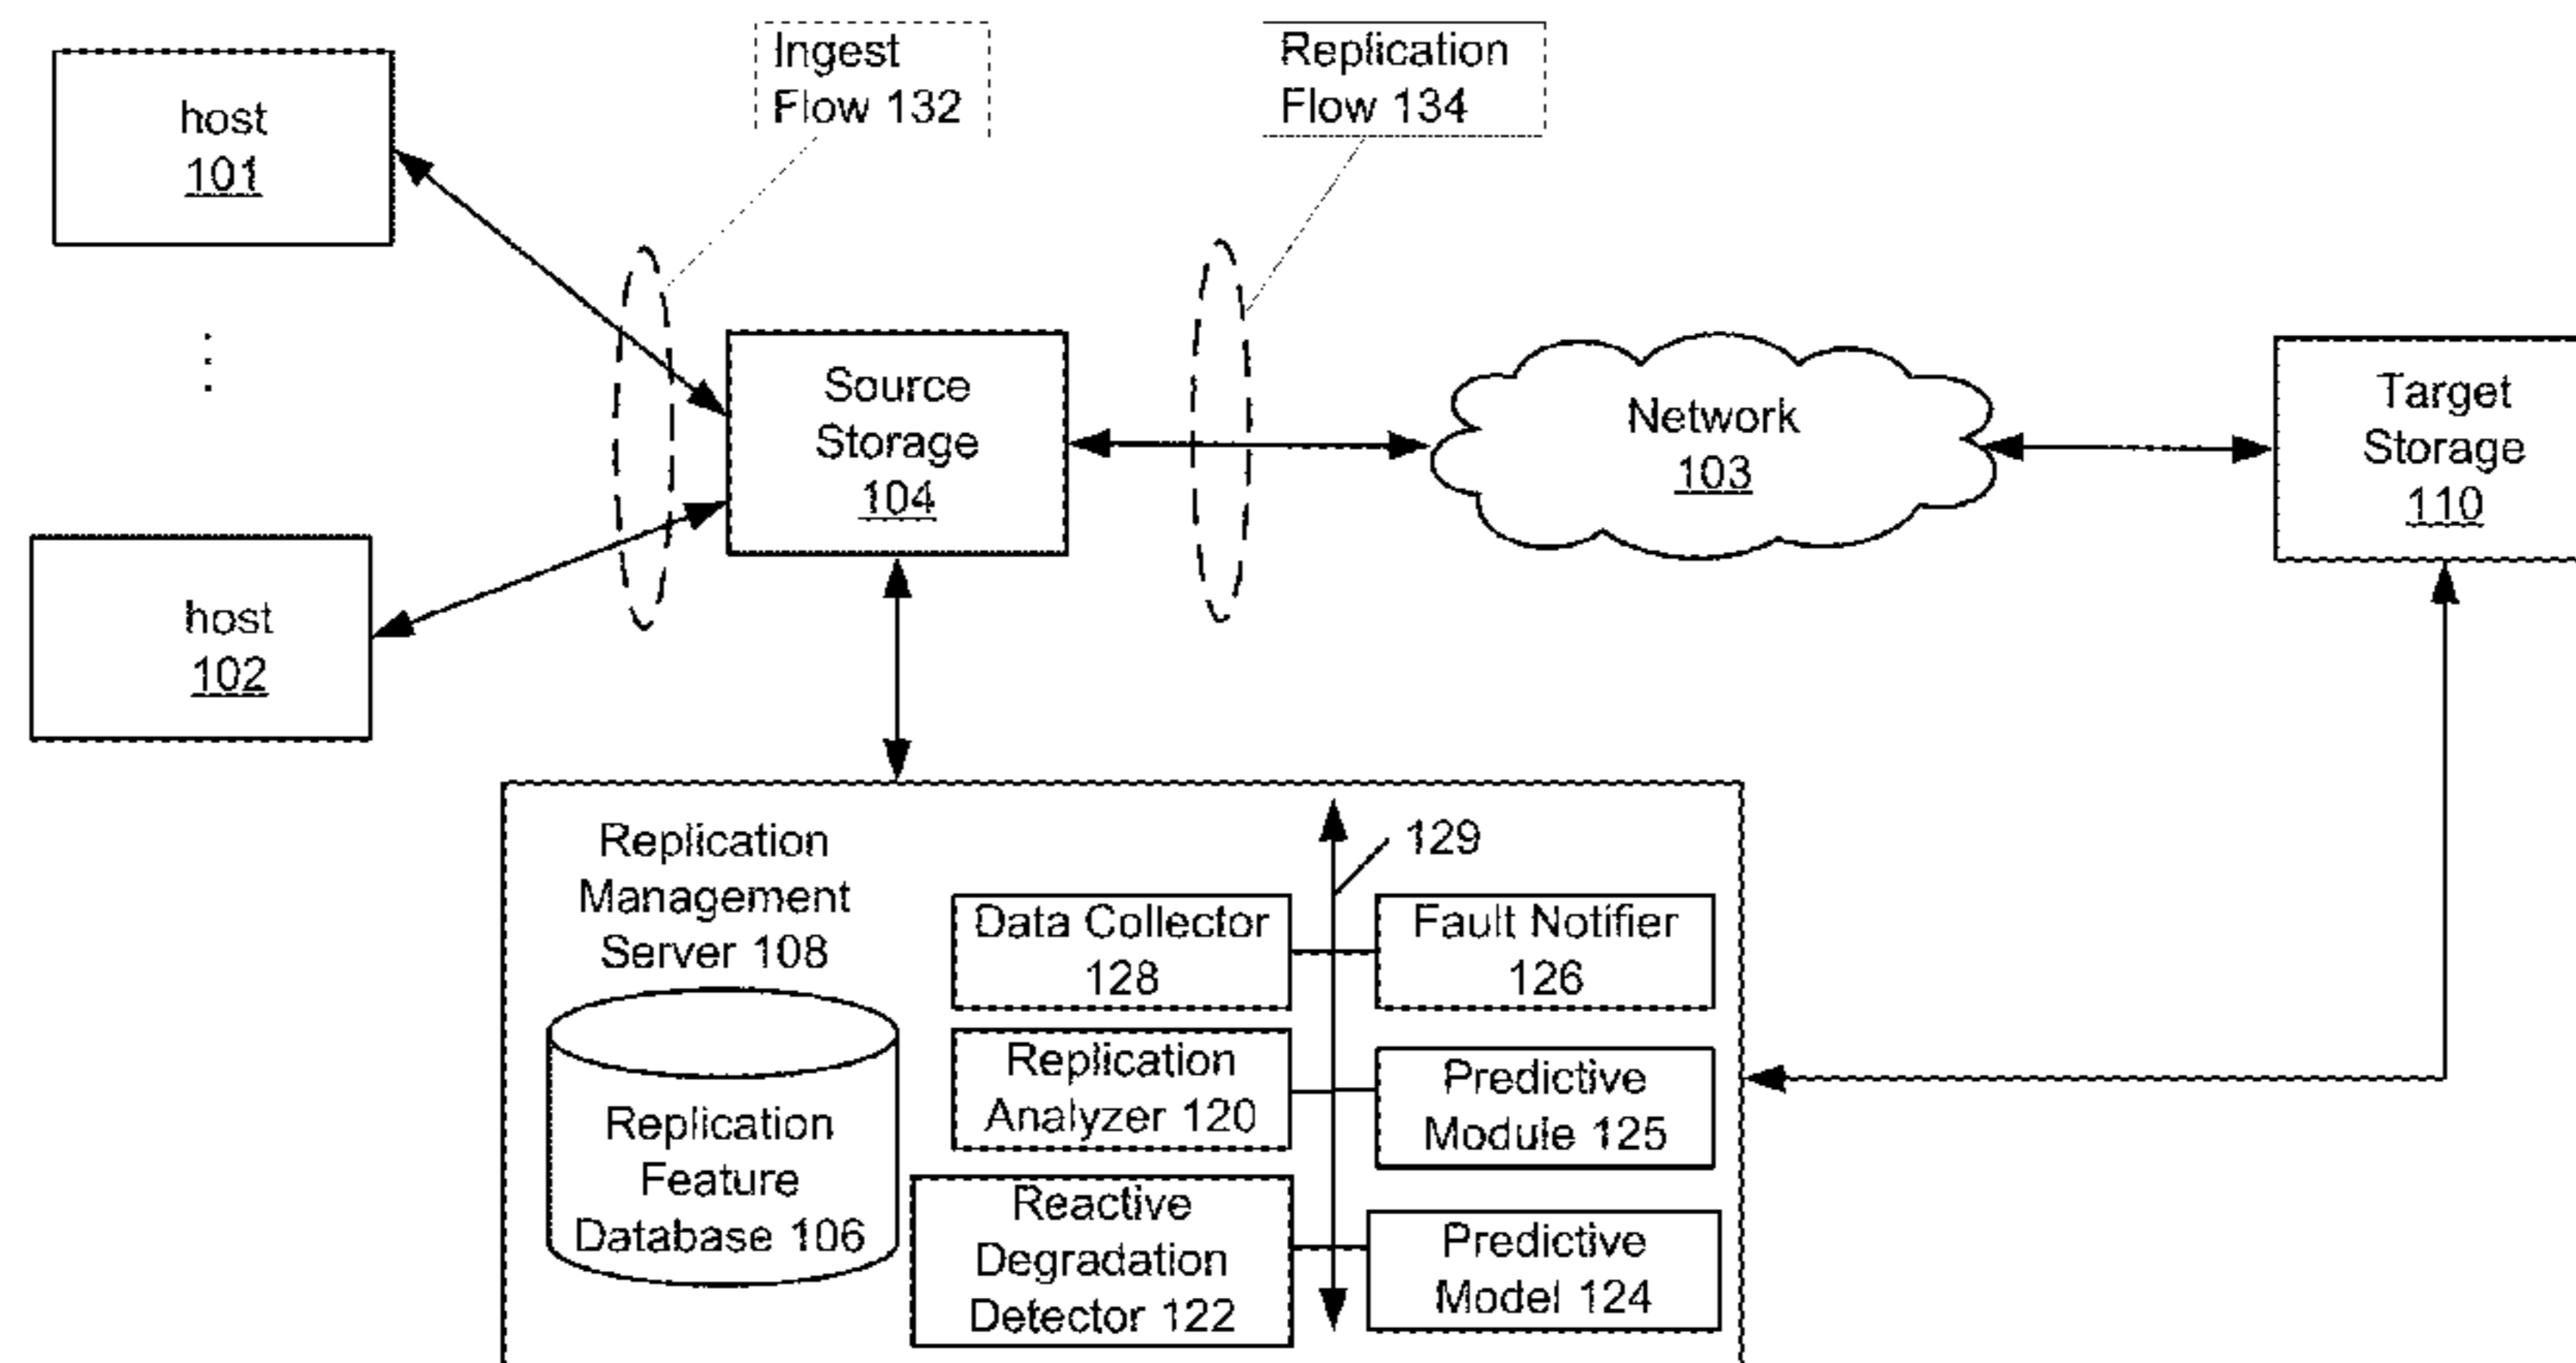 host
101
Ingest
Flow 132
Replication
Flow 134
Source
Storage
104
Network
103
Target
Storage
110
host
102
Replication
Management
Server 108
129
Data Collector
128
Fault Notifier
126
Replication
Analyzer 120
Predictive
Module 125
Replication
Feature
Database 106
Reactive
Degradation
Detector 122
Predictive
Model 124